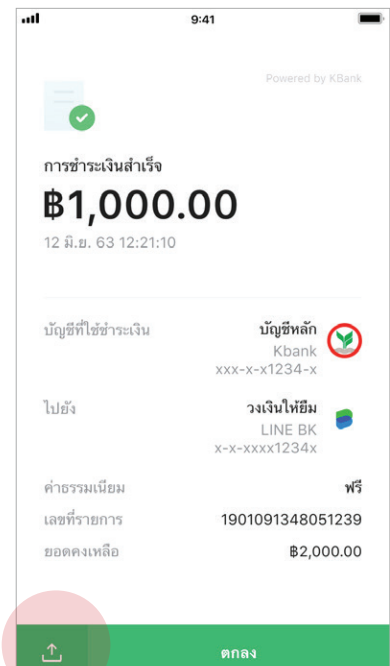 9:41
Powered by KBank
การชำระเงินสำเร็จ
฿1,000.00
12 มิ.ย. 63 12:21:10
บัญชีที่ใช้ชำระเงิน บัญชีหลัก
Kbank
xxx-x-x1234-x
ไปยัง วงเงินให้ยืม
LINE BK
x-x-xxxx1234x
ค่าธรรมเนียม ฟรี
เลขที่รายการ 1901091348051239
ยอดคงเหลือ ฿2,000.00
ตกลง